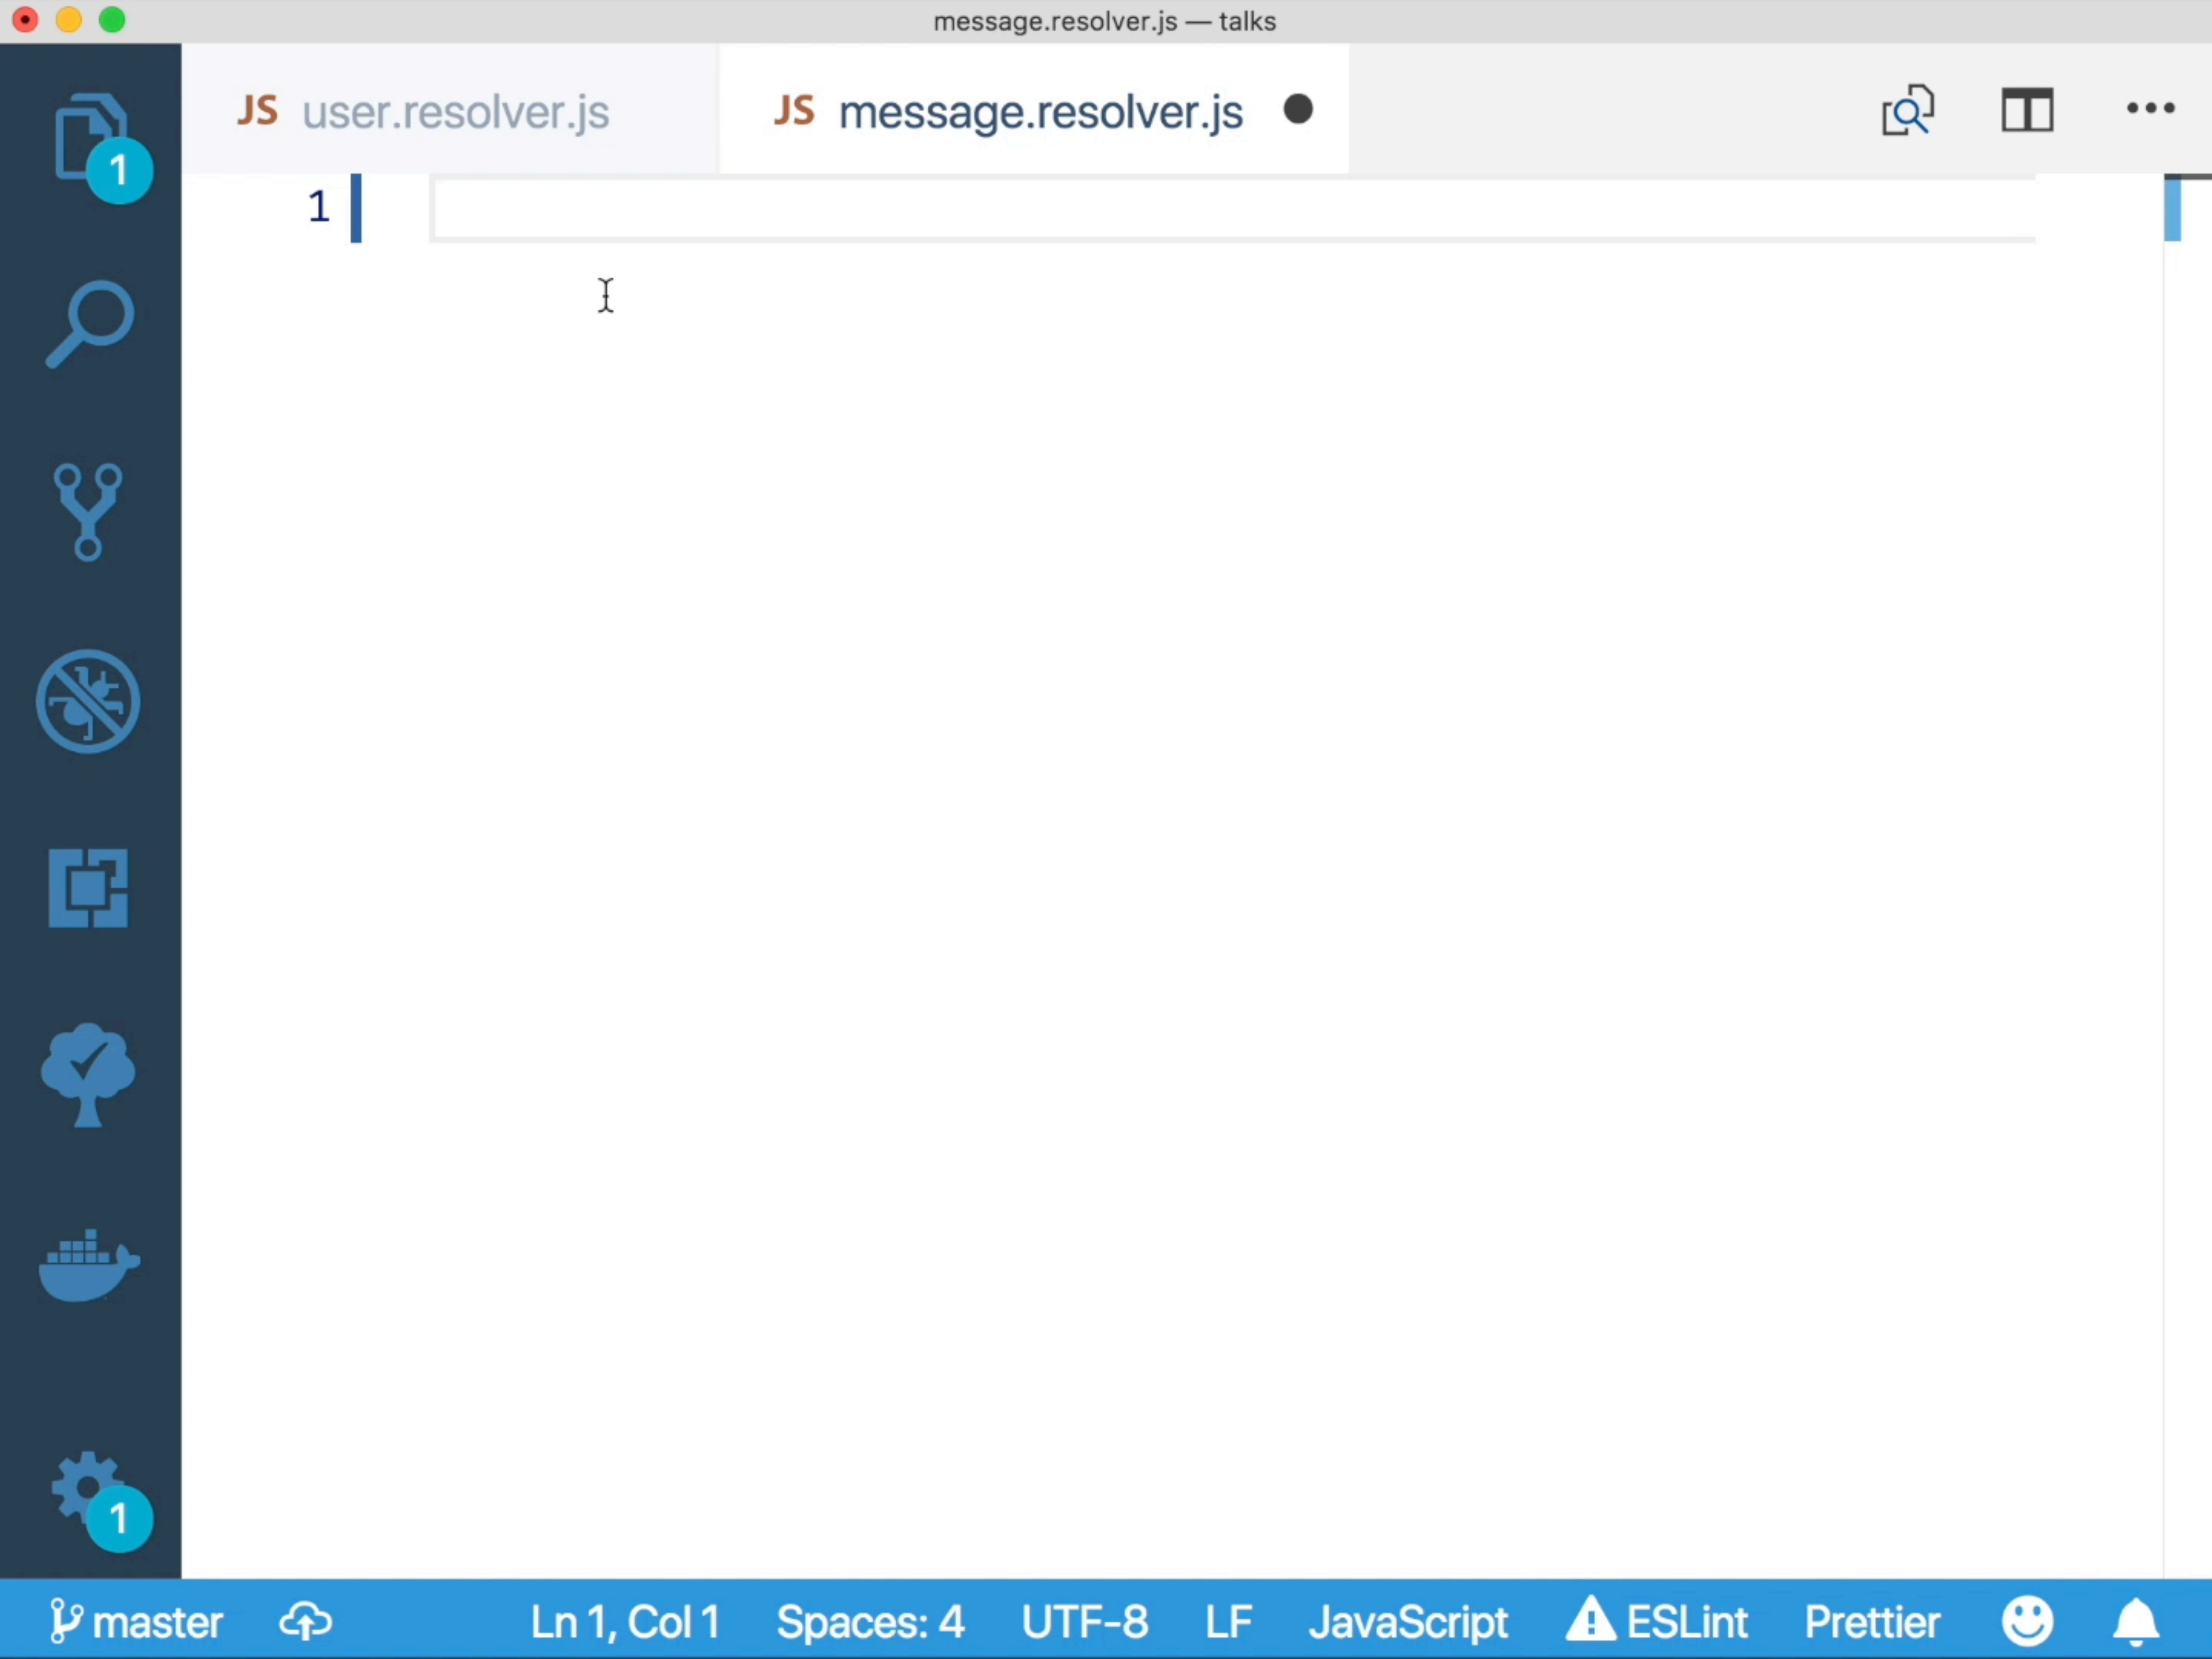 message.resolver.js — talks
JS user.resolver.js JS message.resolver.js
1
1
1
master Ln 1, Col 1 Spaces: 4 UTF-8 LF JavaScript ESLint Prettier